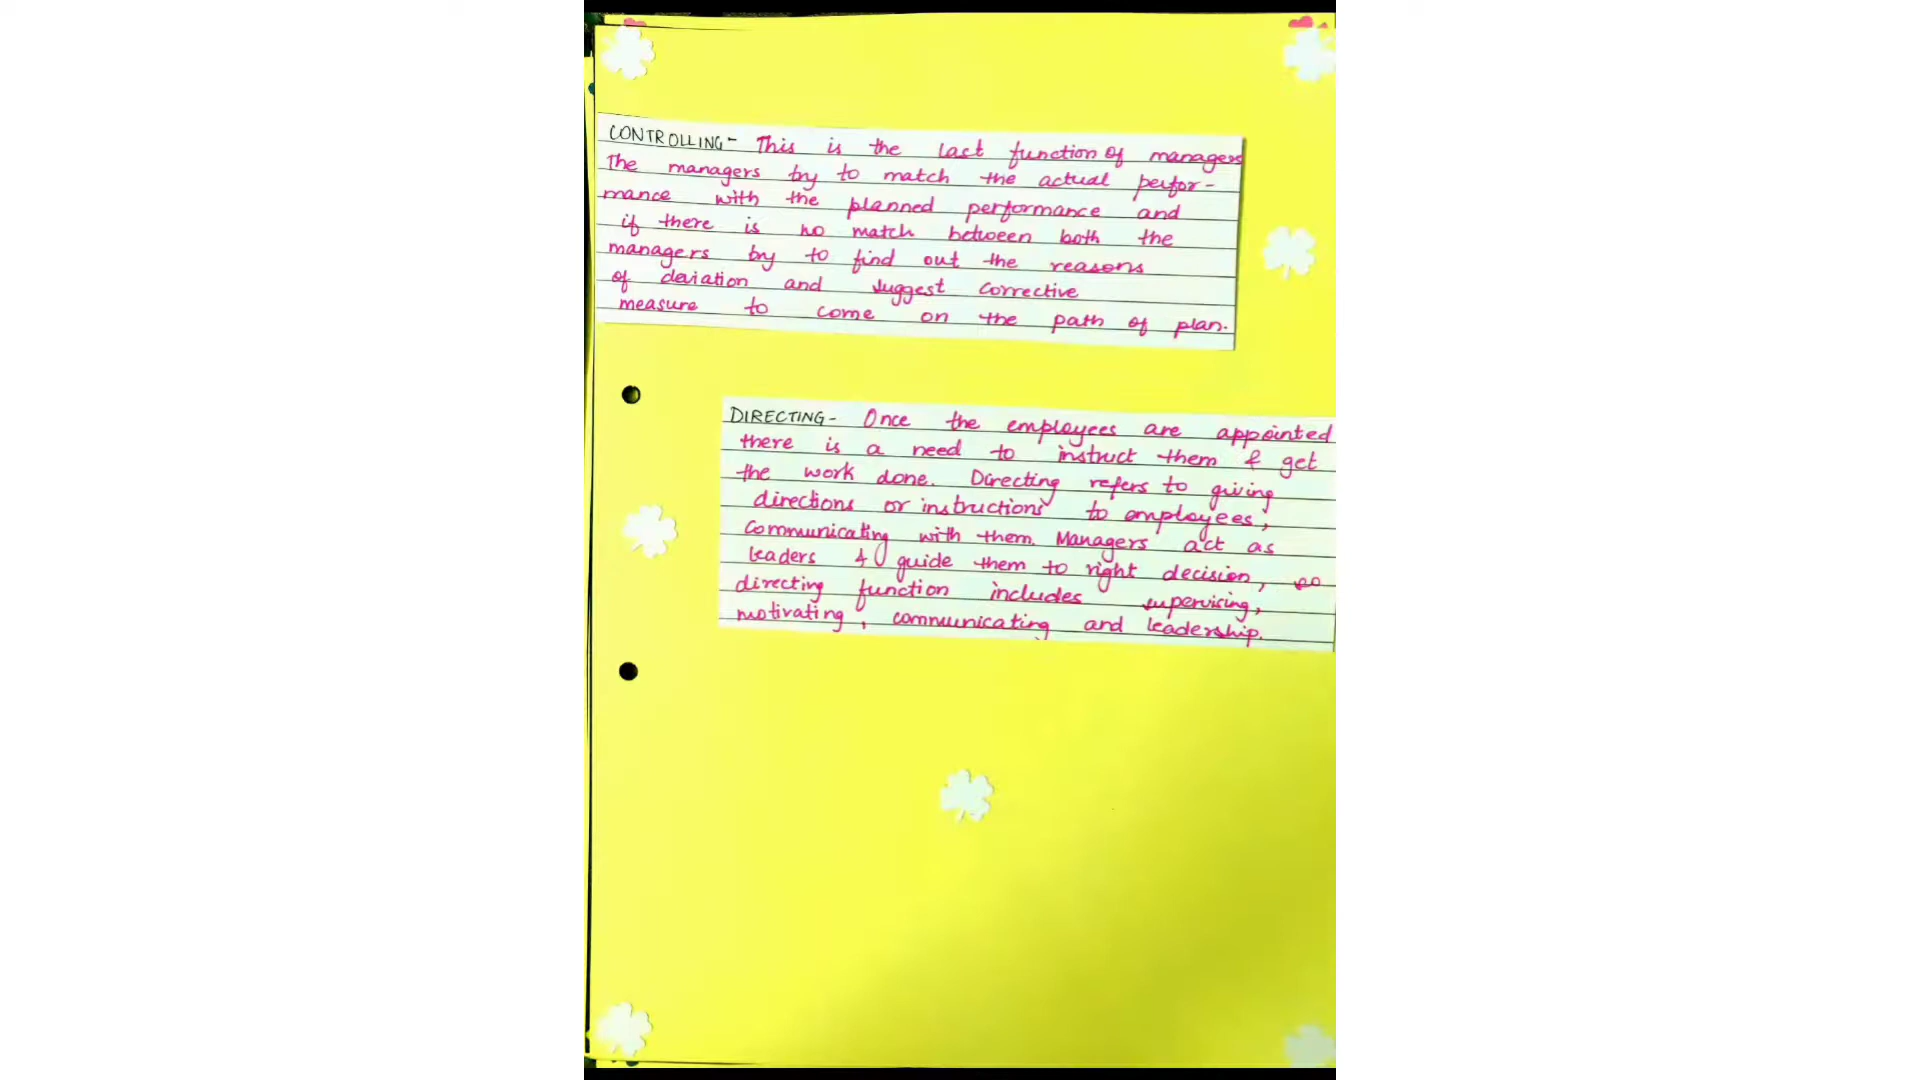 CONTROLLING- This is the last function of managers
The managers by to match the actual perfor-
mance with the planned performance and
if there is no match between both the
managers by to find out the reasons
of deviation and suggest corrective
measure to come on the path of plan.
DIRECTING- Once the employees are appointed
there is a need to instruct them & get
the work done. Directing refers to giving
directions or instructions to employees,
communicating with them. Managers act as
leaders & guide them to right decision, so
directing function includes supervising,
motivating, communicating and leadership.